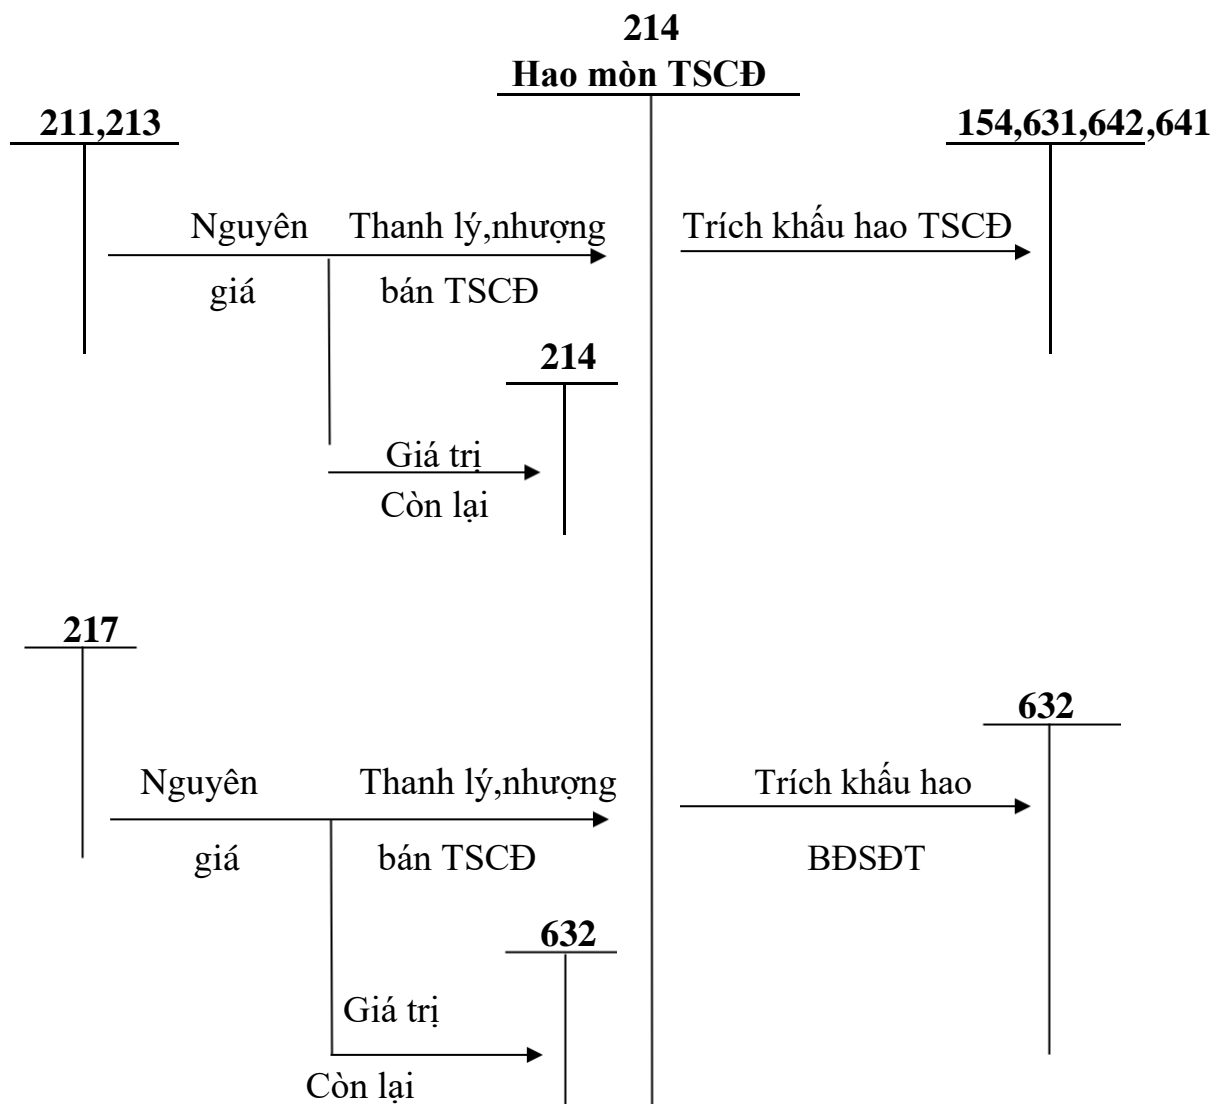 214
Hao mòn TSCĐ
211,213
154,631,642,641
Nguyên
Thanh lý,nhượng
Trích khấu hao TSCĐ
giá
bán TSCĐ
214
Giá trị
Còn lại
217
632
Nguyên
Thanh lý,nhượng
Trích khấu hao
giá
bán TSCĐ
BĐSĐT
632
Giá trị
Còn lại